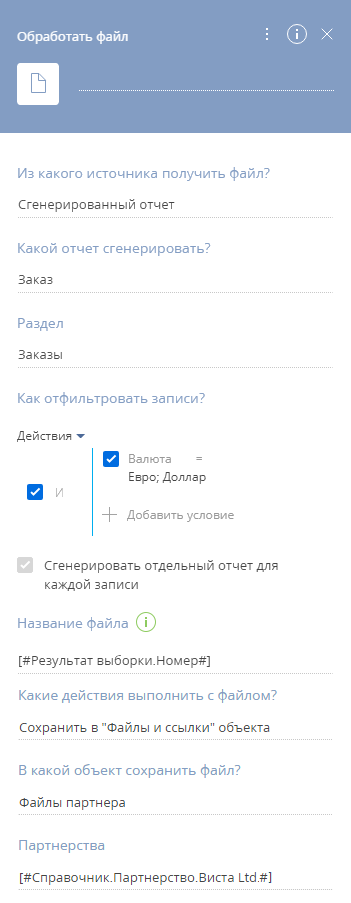 Обработать файл
Из какого источника получить файл?
Сгенерированный отчет
Какой отчет сгенерировать?
Заказ
Раздел
Заказы
Как отфильтровать записи?
Действия
Валюта =
Евро; Доллар
И
Добавить условие
Сгенерировать отдельный отчет для
каждой записи
Название файла
[#Результат выборки.Номер#]
Какие действия выполнить с файлом?
Сохранить в "Файлы и ссылки" объекта
В какой объект сохранить файл?
Файлы партнера
Партнерства
[#Справочник.Партнерство.Виста Ltd.#]